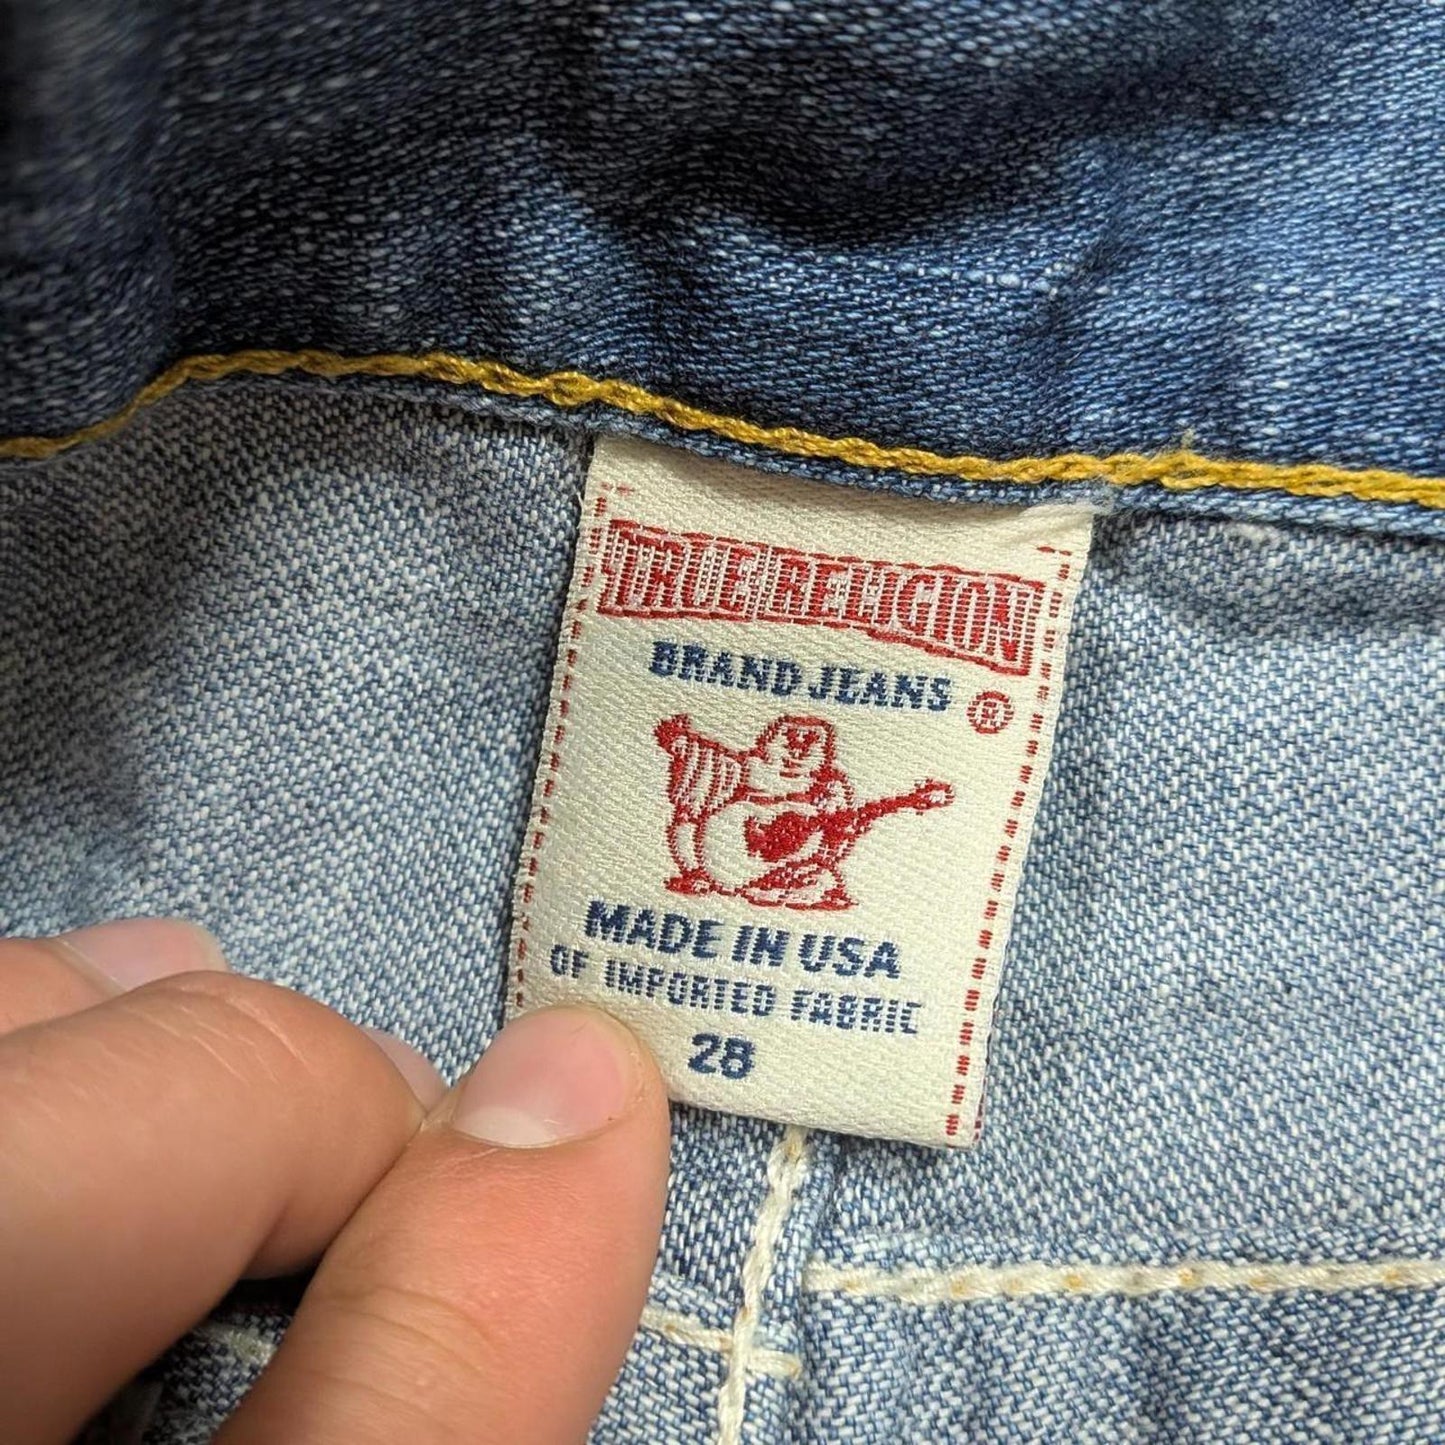 TRUE RELIGION
BRAND JEANS
®
MADE IN USA
OF IMPORTED FABRIC
28